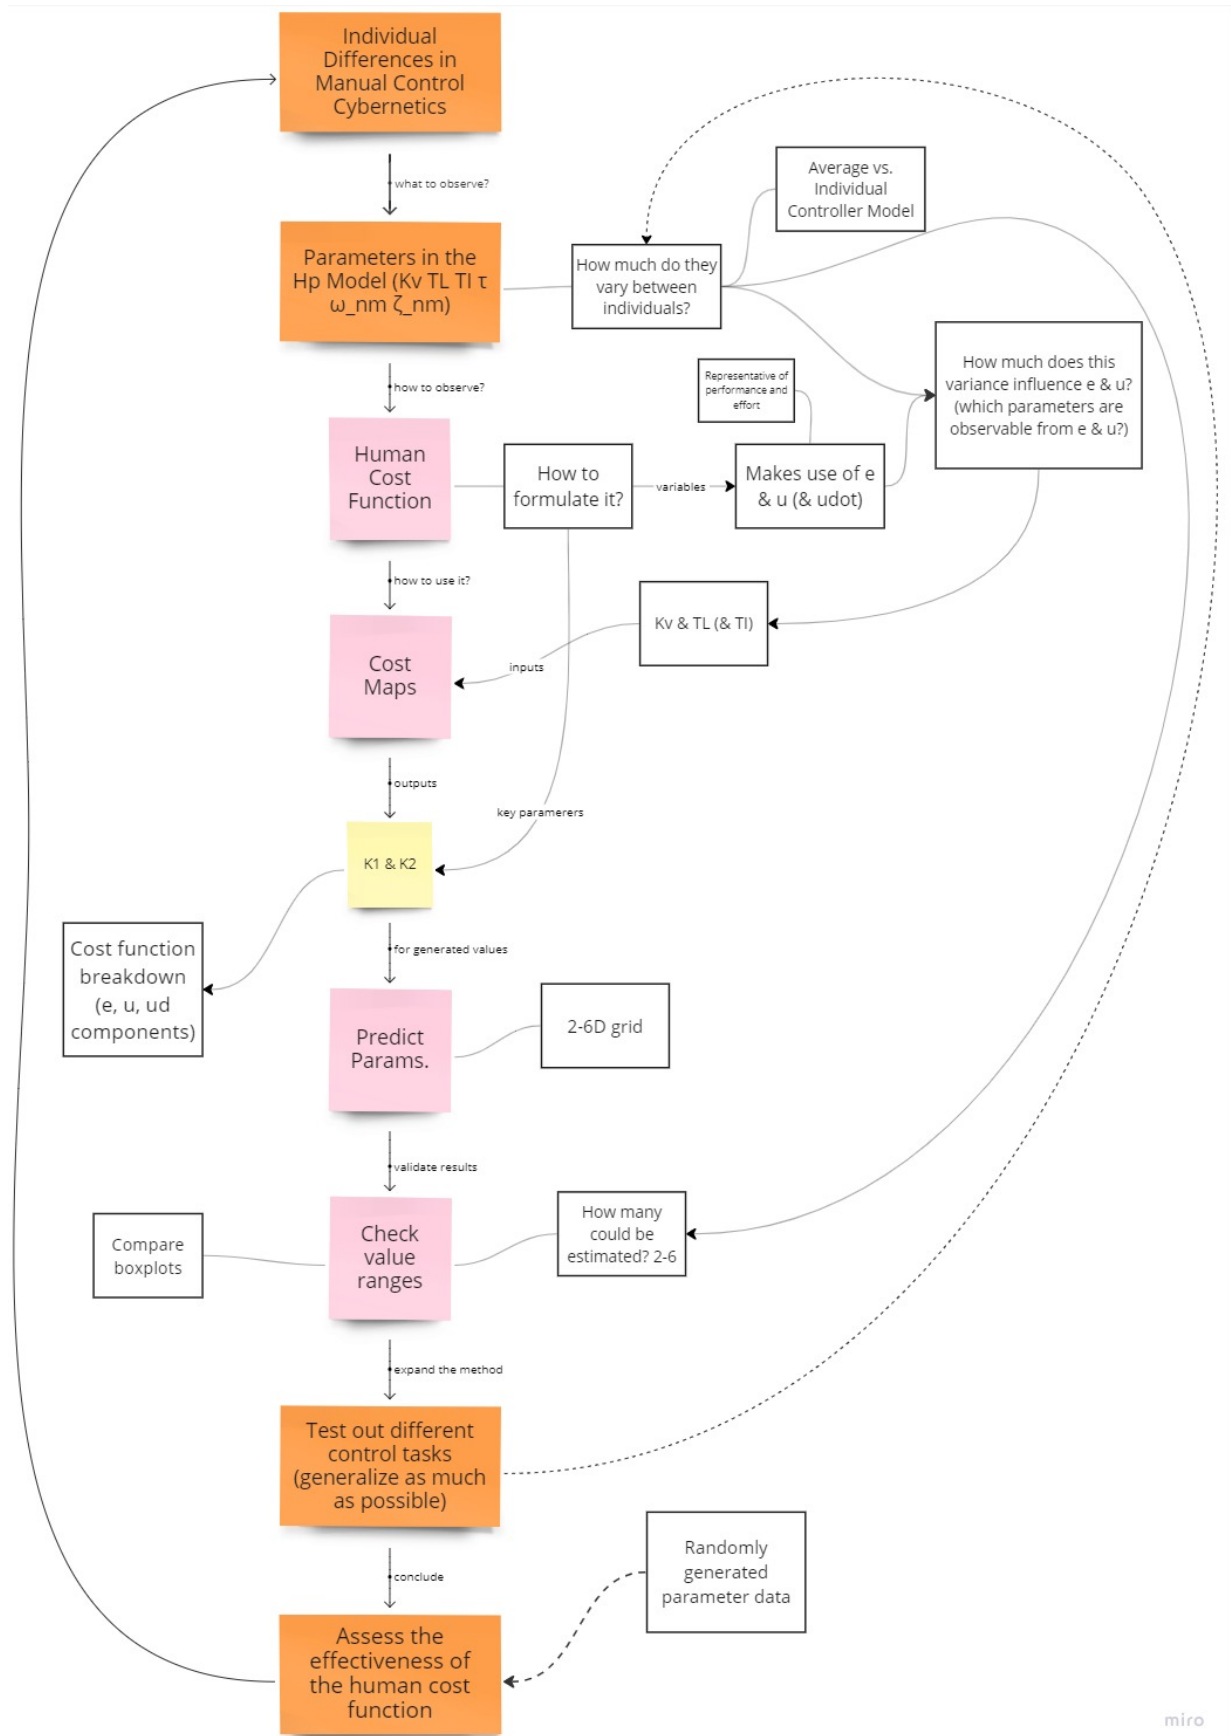 Individual
Differences in
Manual Control
Cybernetics
what to observe?
Average vs.
Individual
Controller Model
Parameters in the
Hp Model (Kv TL TI τ
ω_nm ζ_nm)
How much do they
vary between
individuals?
How much does this
variance influence e & u?
(which parameters are
observable from e & u?)
how to observe?
Representative of
performance and
effort
Human
Cost
Function
How to
formulate it?
variables
Makes use of e
& u (& udot)
how to use it?
Kv & TL (& TI)
inputs
Cost
Maps
outputs
key paramerers
K1 & K2
for generated values
Cost function
breakdown
(e, u, ud
components)
Predict
Params.
2-6D grid
validate results
Check
value
ranges
Compare
boxplots
How many
could be
estimated? 2-6
expand the method
Test out different
control tasks
(generalize as much
as possible)
conclude
Randomly
generated
parameter data
Assess the
effectiveness of
the human cost
function
miro